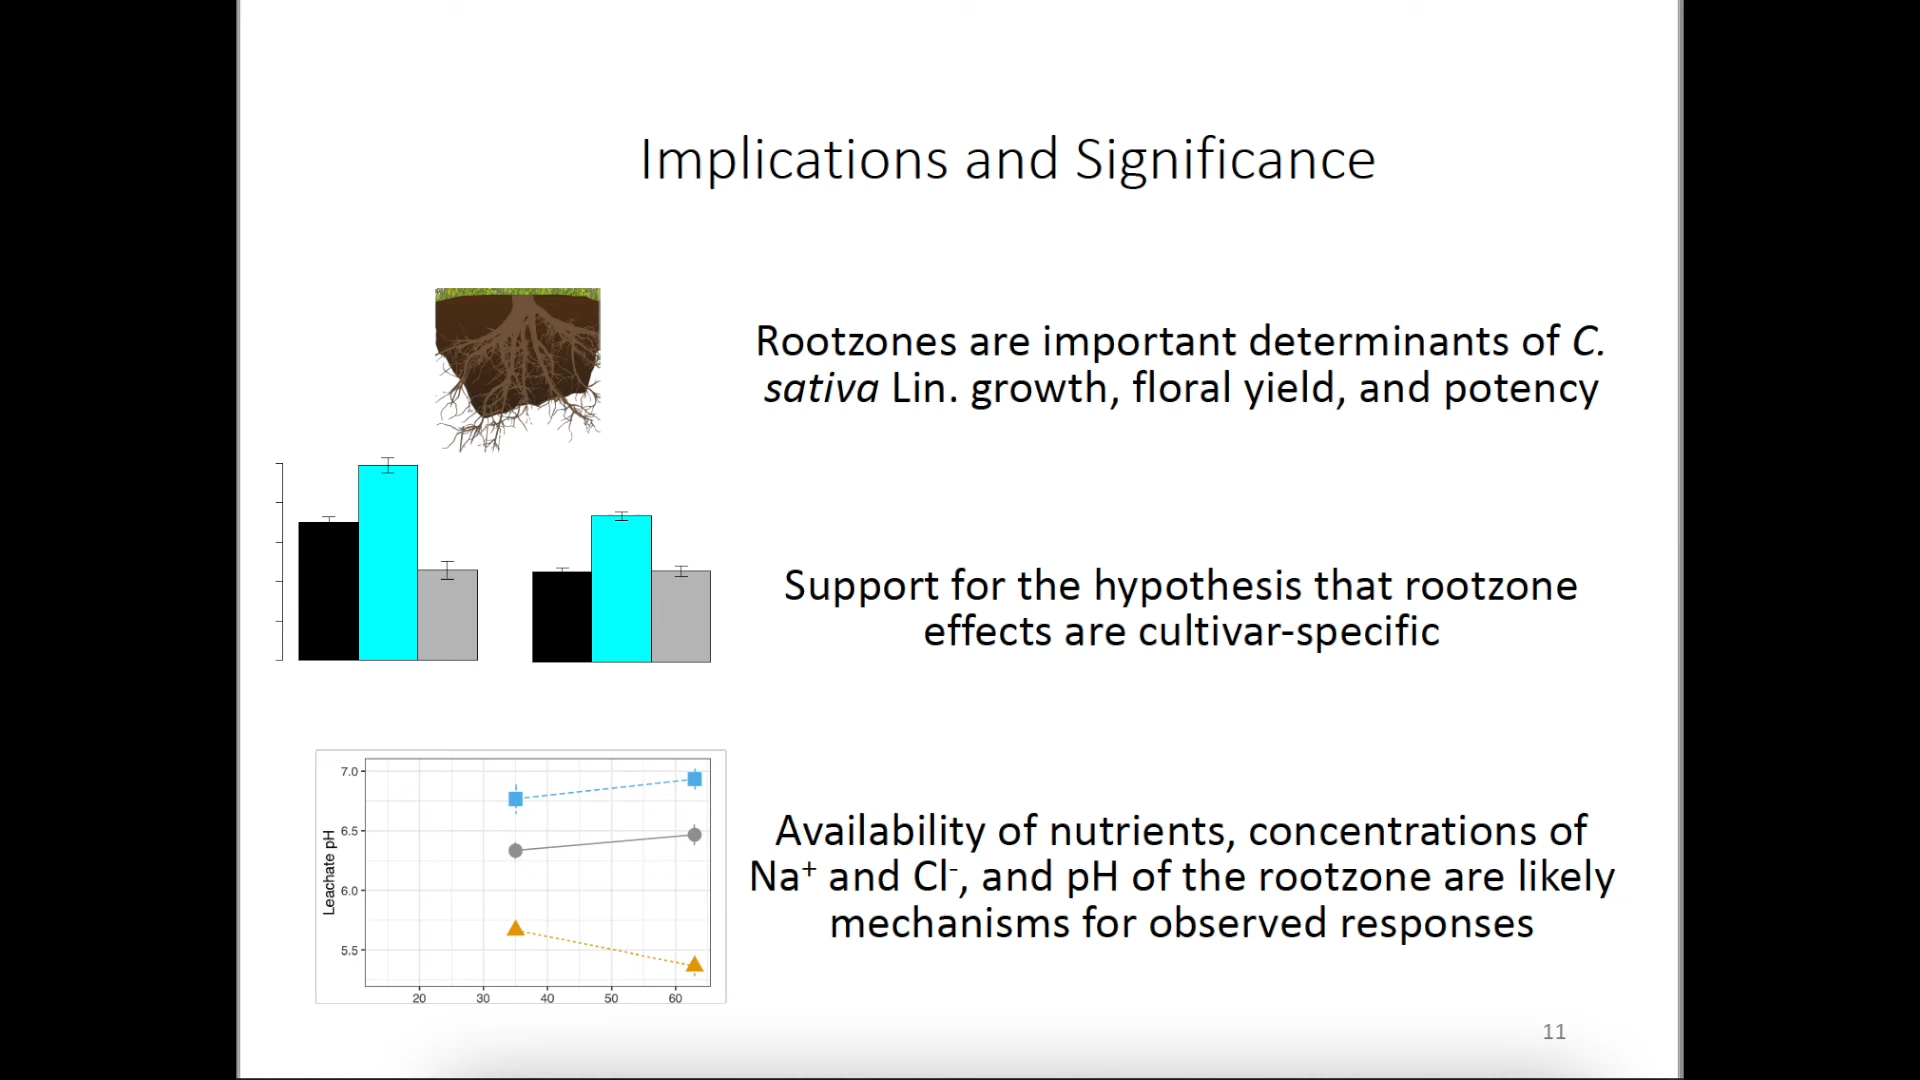 Implications and Significance
Rootzones are important determinants of C.
sativa Lin. growth, floral yield, and potency
Support for the hypothesis that rootzone
effects are cultivar-specific
Leachate pH
7.0
6.5
6.0
5.5
20 30 40 50 60
Availability of nutrients, concentrations of
Na⁺ and Cl⁻, and pH of the rootzone are likely
mechanisms for observed responses
11